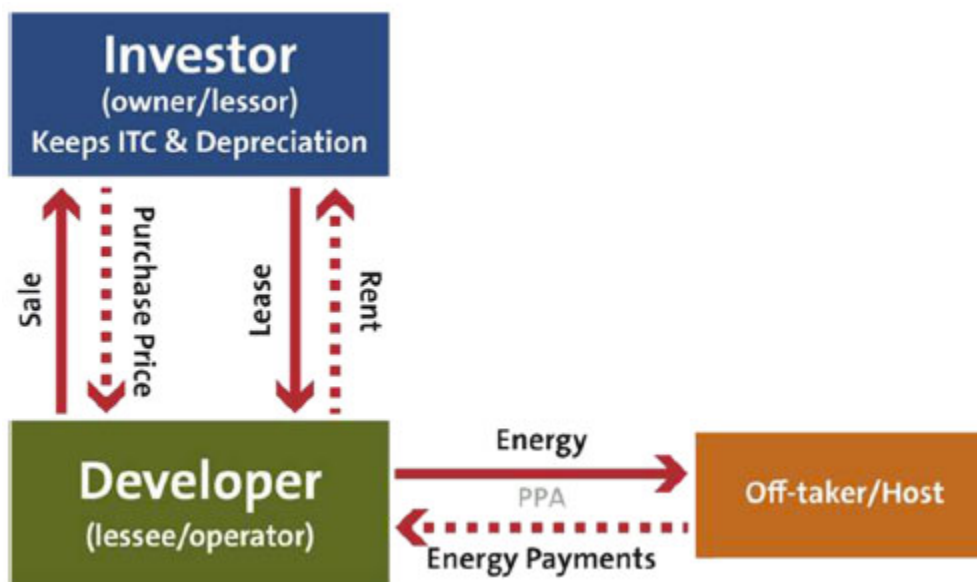 Investor
(owner/lessor)
Keeps ITC & Depreciation
Sale
Purchase Price
Lease
Rent
Developer
(lessee/operator)
Energy
PPA
Energy Payments
Off-taker/Host